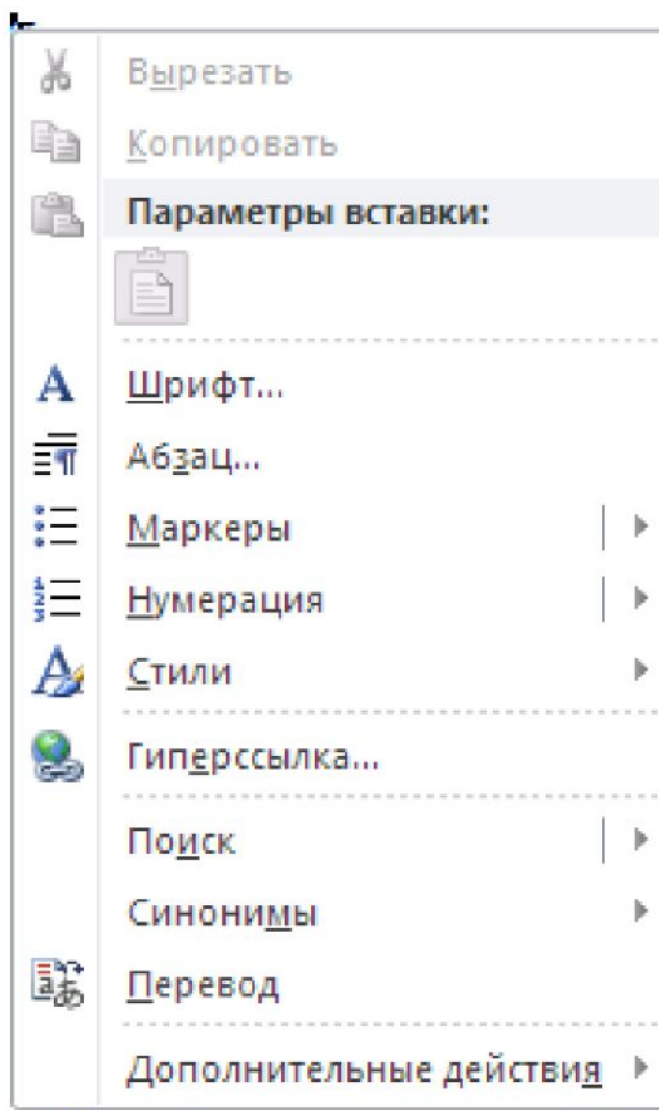 Вырезать
Копировать
Параметры вставки:
Шрифт...
Абзац...
Маркеры
Нумерация
Стили
Гиперссылка...
Поиск
Синонимы
Перевод
Дополнительные действия